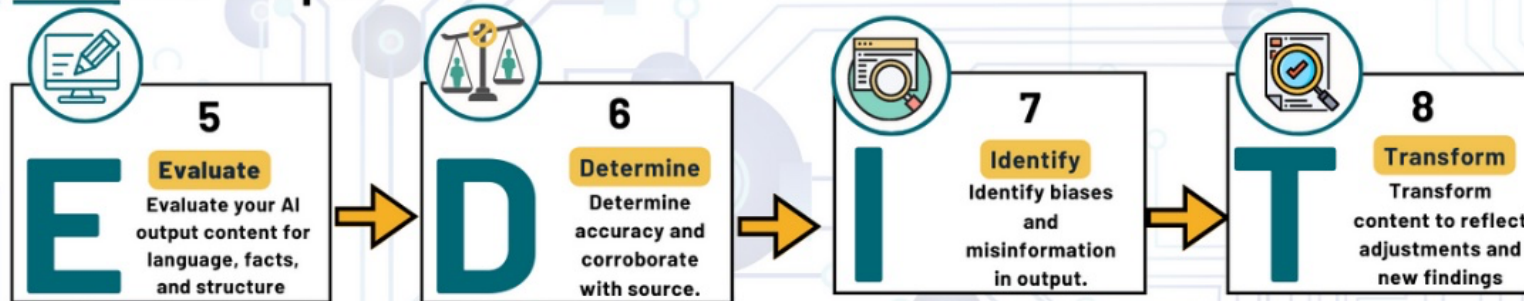 5
E
Evaluate
Evaluate your AI
output content for
language, facts,
and structure
6
D
Determine
Determine
accuracy and
corroborate
with source.
7
I
Identify
Identify biases
and
misinformation
in output.
8
T
Transform
Transform
content to reflect
adjustments and
new findings